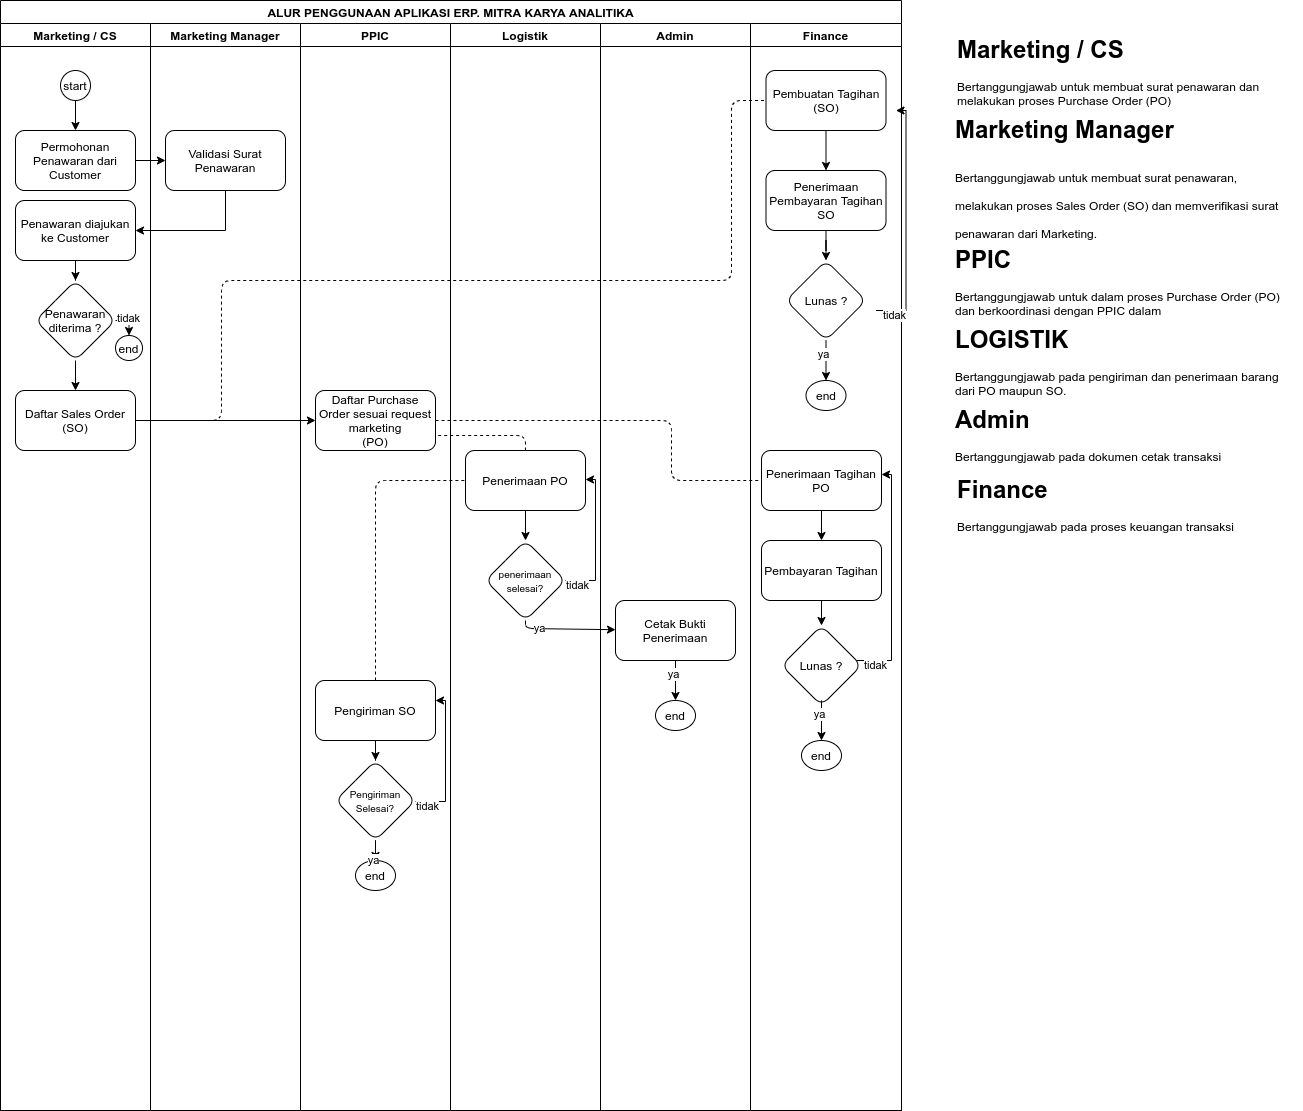 ALUR PENGGUNAAN APLIKASI ERP. MITRA KARYA ANALITIKA
Marketing / CS
Marketing Manager
PPIC
Logistik
Admin
Finance
start
Permohonan
Penawaran dari
Customer
Validasi Surat
Penawaran
Penawaran diajukan
ke Customer
Penawaran
diterima ?
tidak
end
Daftar Sales Order
(SO)
Daftar Purchase
Order sesuai request
marketing
(PO)
Pengiriman SO
Pengiriman
Selesai?
tidak
ya
end
Penerimaan PO
penerimaan
selesai?
tidak
ya
Cetak Bukti
Penerimaan
ya
end
Pembuatan Tagihan
(SO)
Penerimaan
Pembayaran Tagihan
SO
Lunas ?
tidak
ya
end
Penerimaan Tagihan
PO
Pembayaran Tagihan
Lunas ?
tidak
ya
end
Marketing / CS
Bertanggungjawab untuk membuat surat penawaran dan
melakukan proses Purchase Order (PO)
Marketing Manager
Bertanggungjawab untuk membuat surat penawaran,
melakukan proses Sales Order (SO) dan memverifikasi surat
penawaran dari Marketing.
PPIC
Bertanggungjawab untuk dalam proses Purchase Order (PO)
dan berkoordinasi dengan PPIC dalam
LOGISTIK
Bertanggungjawab pada pengiriman dan penerimaan barang
dari PO maupun SO.
Admin
Bertanggungjawab pada dokumen cetak transaksi
Finance
Bertanggungjawab pada proses keuangan transaksi